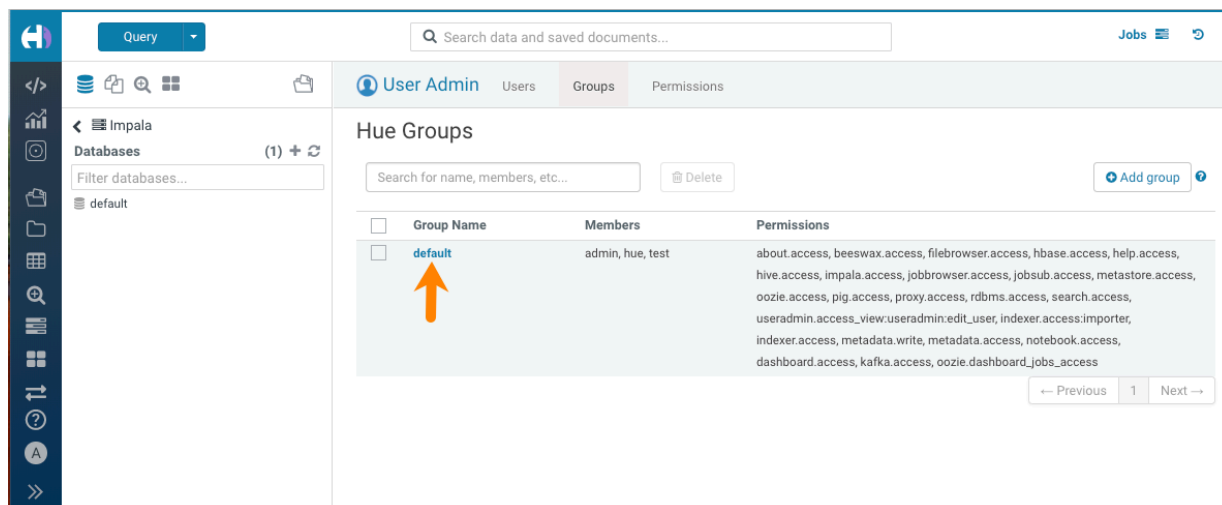 Query
Search data and saved documents...
Jobs
Impala
Databases (1)
Filter databases...
default
User Admin Users Groups Permissions
Hue Groups
Search for name, members, etc... Delete Add group
Group Name Members Permissions
default admin, hue, test about.access, beeswax.access, filebrowser.access, hbase.access, help.access,
hive.access, impala.access, jobbrowser.access, jobsub.access, metastore.access,
oozie.access, pig.access, proxy.access, rdbms.access, search.access,
useradmin.access_view:useradmin:edit_user, indexer.access:importer,
indexer.access, metadata.write, metadata.access, notebook.access,
dashboard.access, kafka.access, oozie.dashboard_jobs_access
← Previous 1 Next →
A